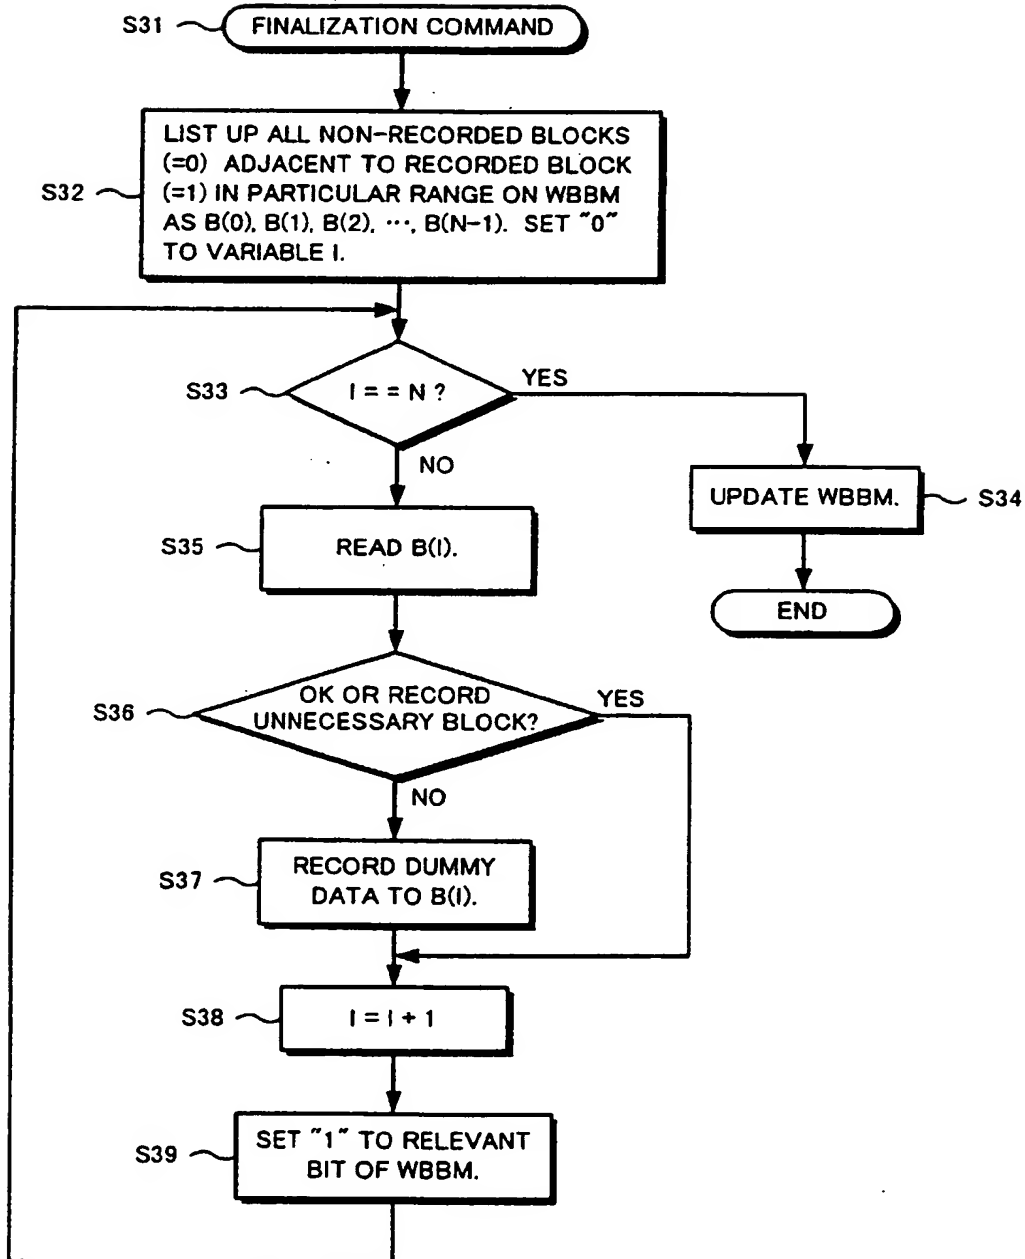 S31
FINALIZATION COMMAND
S32
LIST UP ALL NON-RECORDED BLOCKS
(=0) ADJACENT TO RECORDED BLOCK
(=1) IN PARTICULAR RANGE ON WBBM
AS B(0), B(1), B(2), ···, B(N-1). SET "0"
TO VARIABLE I.
S33
I = = N ?
YES
NO
UPDATE WBBM.
S34
S35
READ B(I).
END
S36
OK OR RECORD
UNNECESSARY BLOCK?
YES
NO
S37
RECORD DUMMY
DATA TO B(I).
S38
I = I + 1
S39
SET "1" TO RELEVANT
BIT OF WBBM.